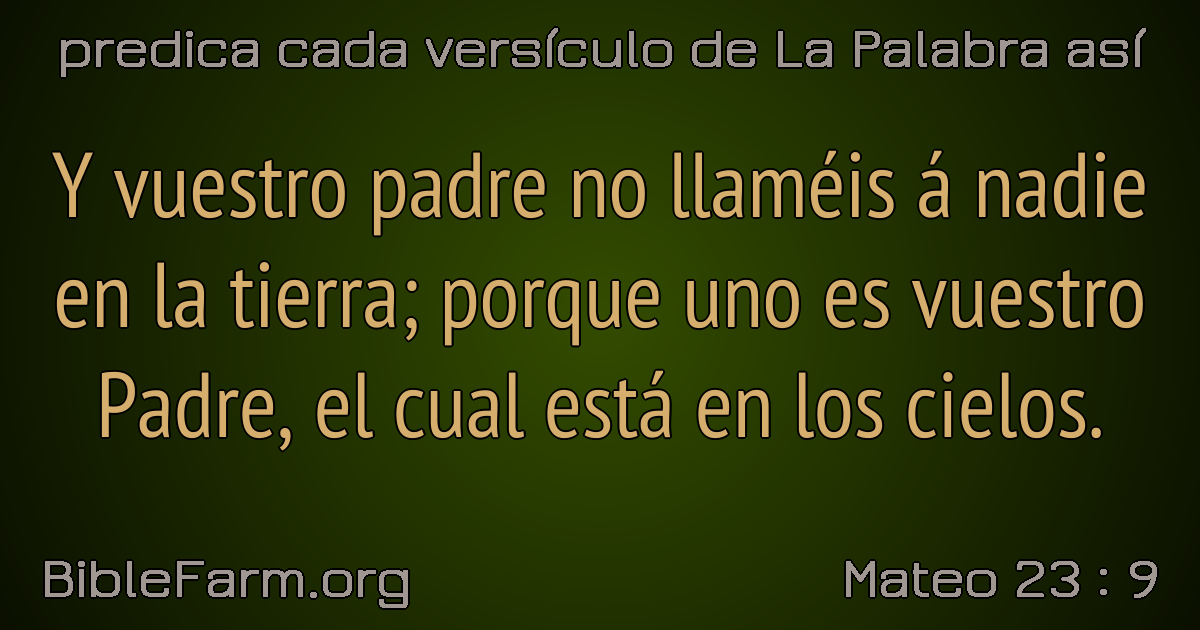 predica cada versículo de La Palabra así
Y vuestro padre no llaméis á nadie
en la tierra; porque uno es vuestro
Padre, el cual está en los cielos.
BibleFarm.org
Mateo 23 : 9